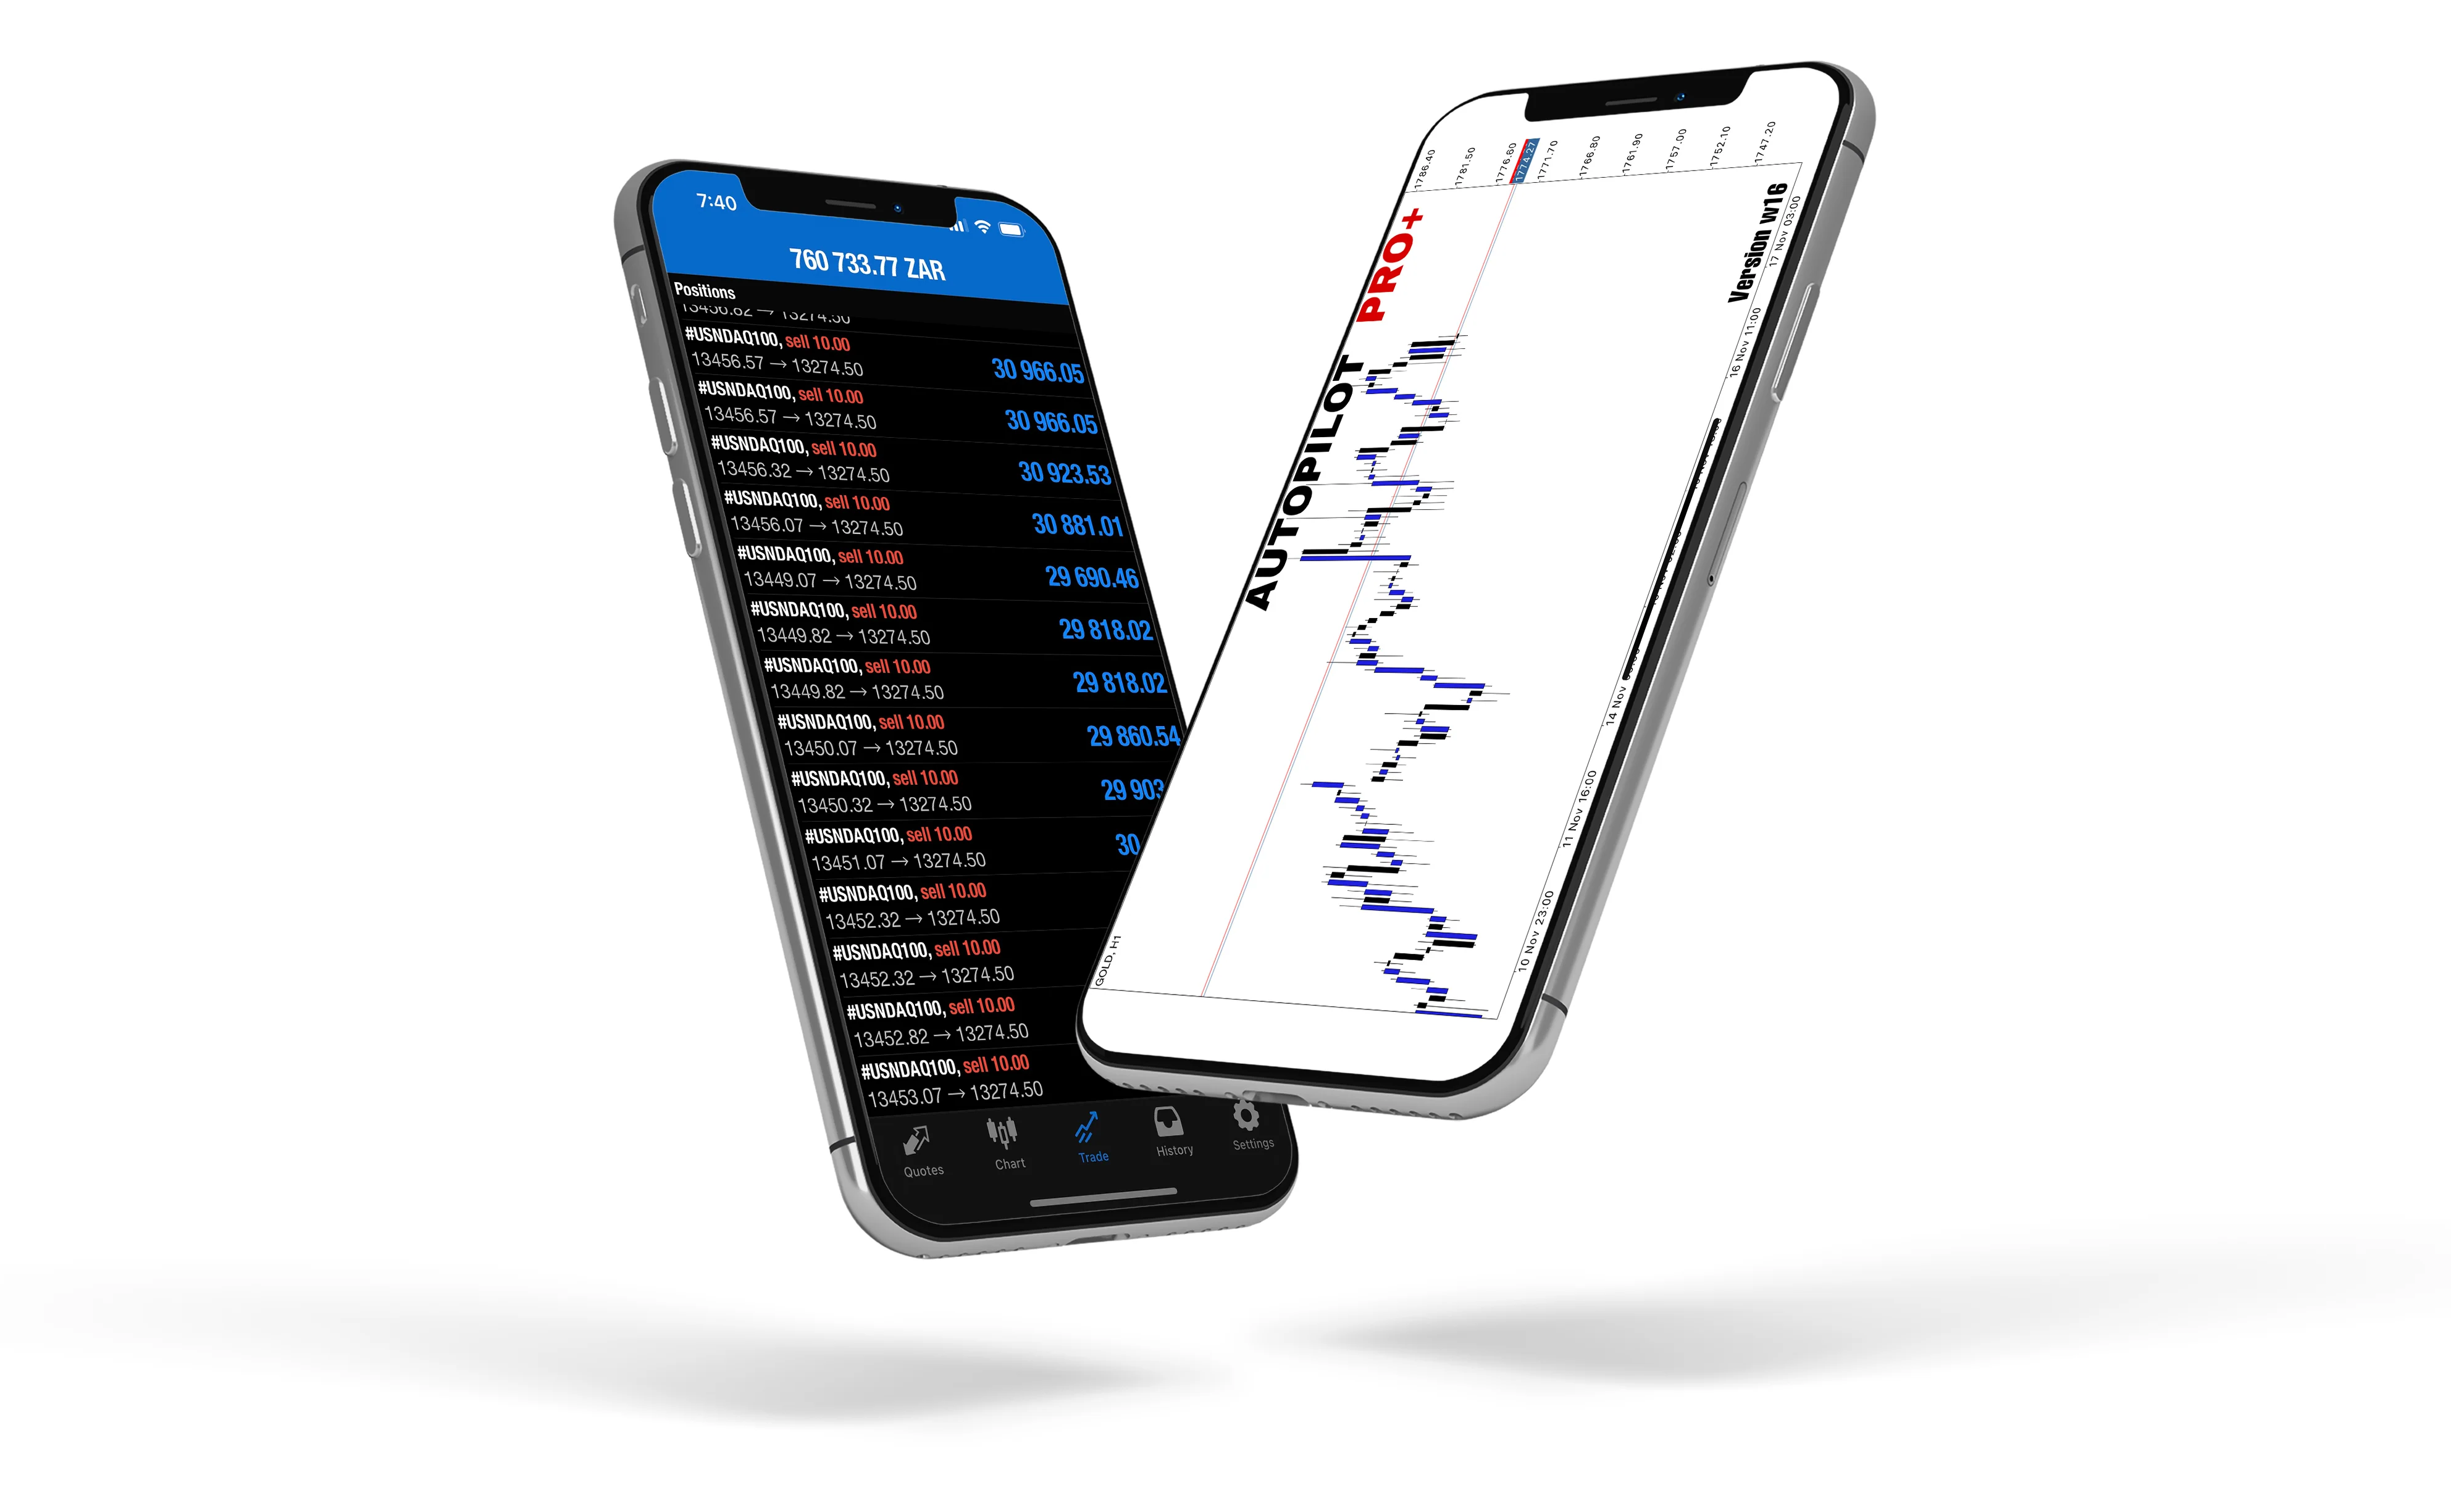 7:40
760 733.77 ZAR
Positions
13456.82 → 13274.50
#USNDAQ100, sell 10.00
13456.57 → 13274.50
30 966.05
#USNDAQ100, sell 10.00
13456.57 → 13274.50
30 966.05
#USNDAQ100, sell 10.00
13456.32 → 13274.50
30 923.53
#USNDAQ100, sell 10.00
13456.07 → 13274.50
30 881.01
#USNDAQ100, sell 10.00
13449.07 → 13274.50
29 690.46
#USNDAQ100, sell 10.00
13449.82 → 13274.50
29 818.02
#USNDAQ100, sell 10.00
13449.82 → 13274.50
29 818.02
#USNDAQ100, sell 10.00
13450.07 → 13274.50
29 860.54
#USNDAQ100, sell 10.00
13450.32 → 13274.50
29 903
#USNDAQ100, sell 10.00
13451.07 → 13274.50
30
#USNDAQ100, sell 10.00
13452.32 → 13274.50
#USNDAQ100, sell 10.00
13452.32 → 13274.50
#USNDAQ100, sell 10.00
13452.82 → 13274.50
#USNDAQ100, sell 10.00
13453.07 → 13274.50
Quotes
Chart
Trade
History
Settings
GOLD, H1
AUTOPILOT PRO+
1786.40
1781.50
1776.60
1774.27
1771.70
1766.80
1761.90
1757.00
1752.10
1747.20
Version w16
10 Nov 23:00
11 Nov 16:00
14 Nov
16 Nov 11:00
17 Nov 03:00